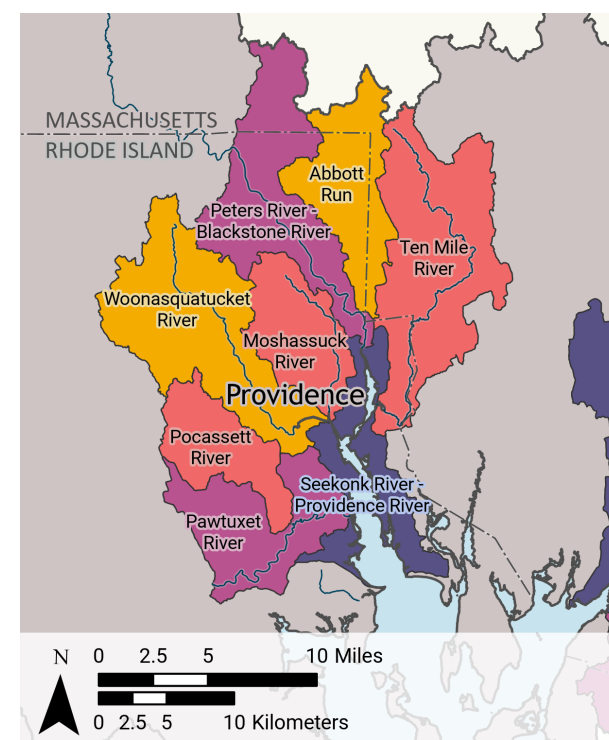 MASSACHUSETTS
RHODE ISLAND
Abbott
Run
Peters River -
Blackstone River
Ten Mile
River
Woonasquatucket
River
Moshassuck
River
Providence
Pocassett
River
Seekonk River -
Providence River
Pawtuxet
River
N
0 2.5 5 10 Miles
0 2.5 5 10 Kilometers